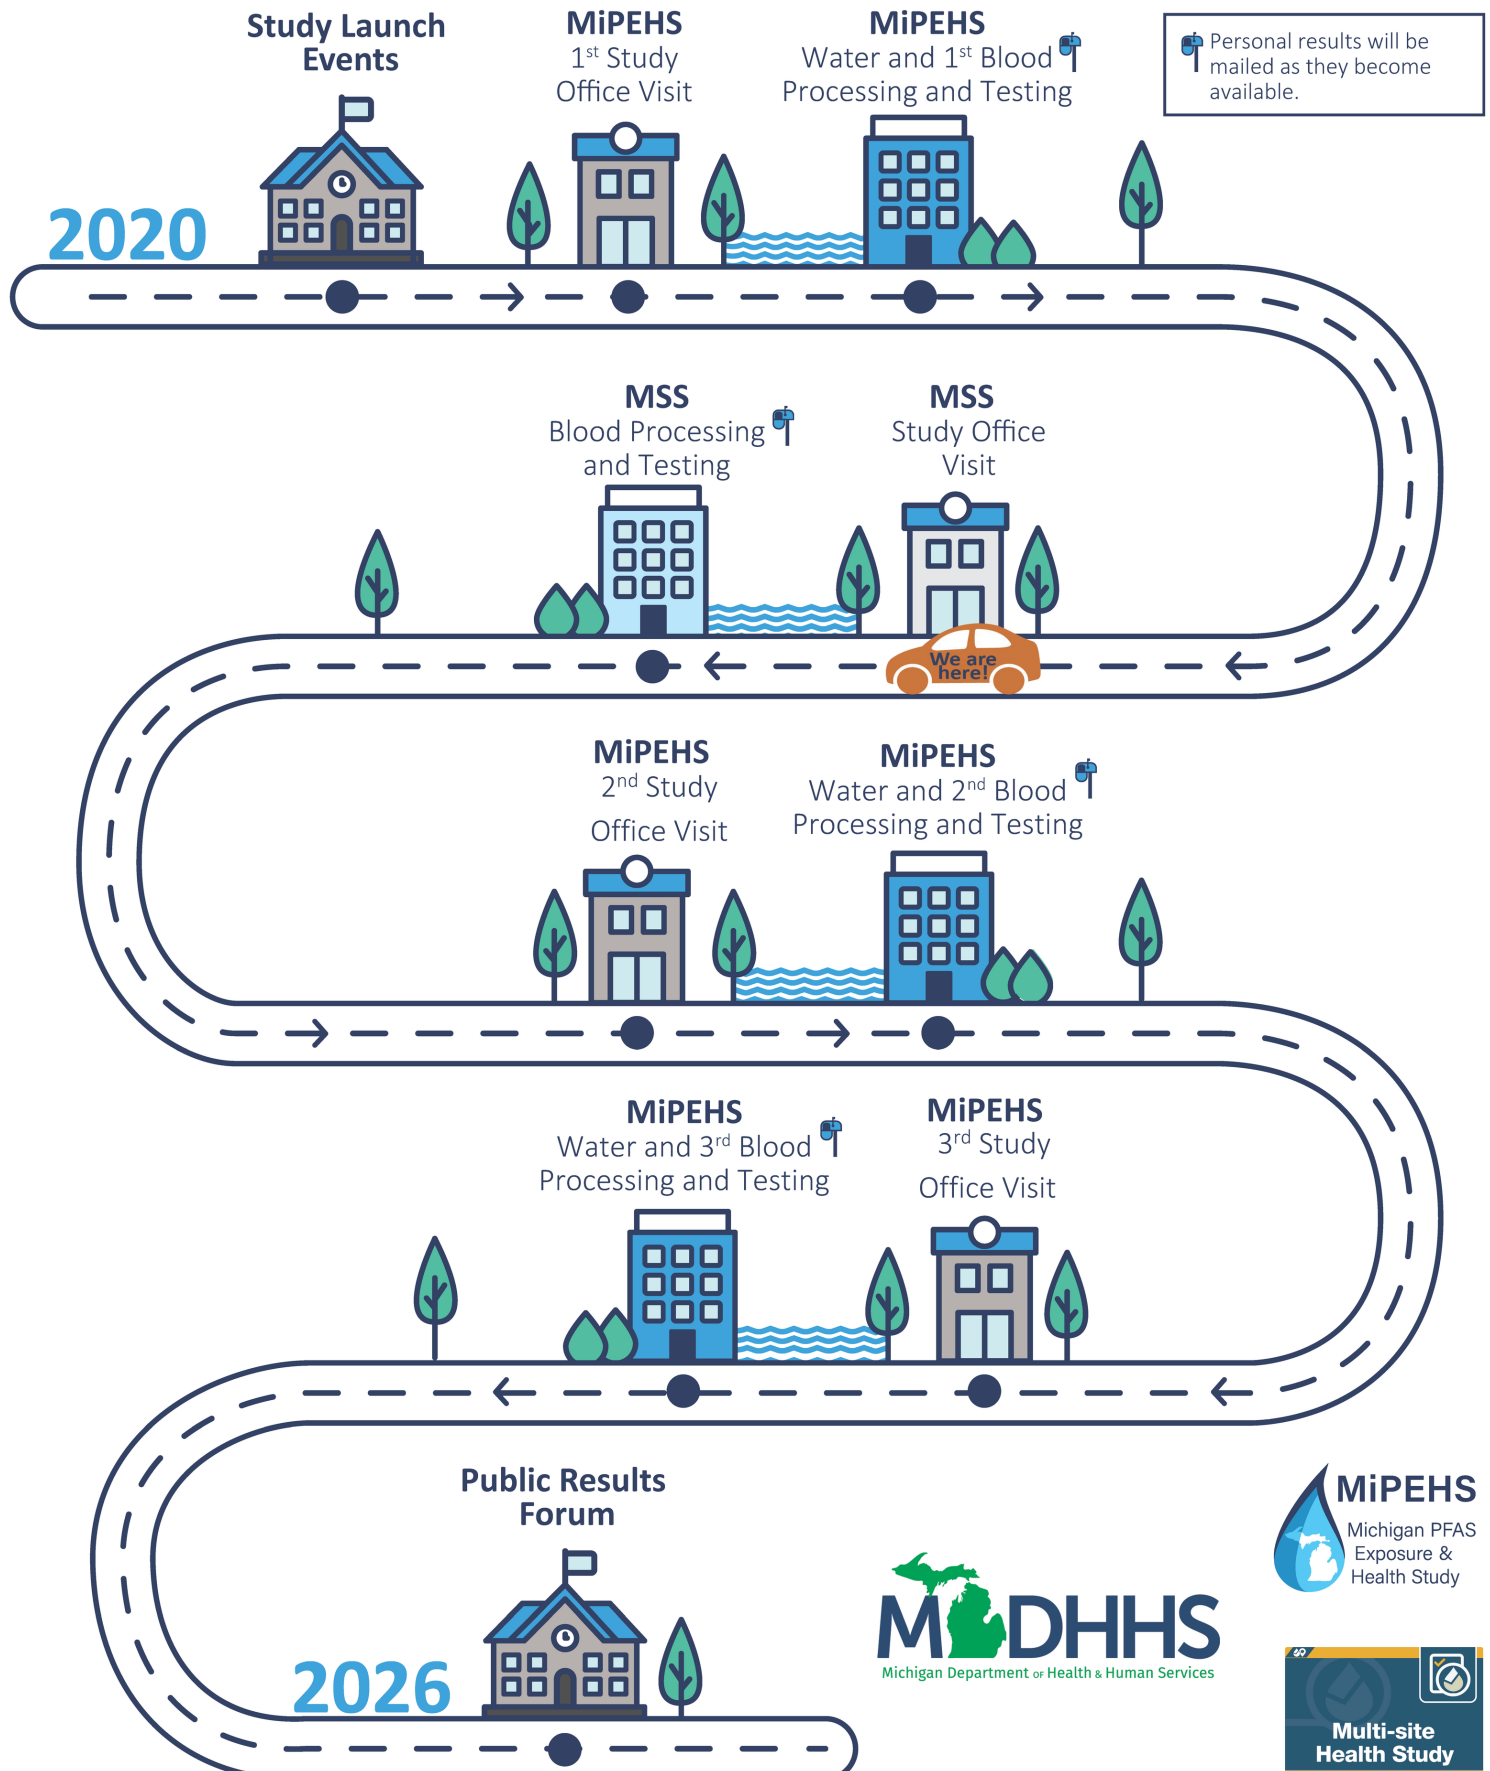 Study Launch
Events
MiPEHS
1st Study
Office Visit
MiPEHS
Water and 1st Blood
Processing and Testing
Personal results will be
mailed as they become
available.
2020
MSS
Blood Processing
and Testing
MSS
Study Office
Visit
We are
here!
MiPEHS
2nd Study
Office Visit
MiPEHS
Water and 2nd Blood
Processing and Testing
MiPEHS
Water and 3rd Blood
Processing and Testing
MiPEHS
3rd Study
Office Visit
Public Results
Forum
2026
MDHHS
Michigan Department of Health & Human Services
MiPEHS
Michigan PFAS
Exposure &
Health Study
Multi-site
Health Study